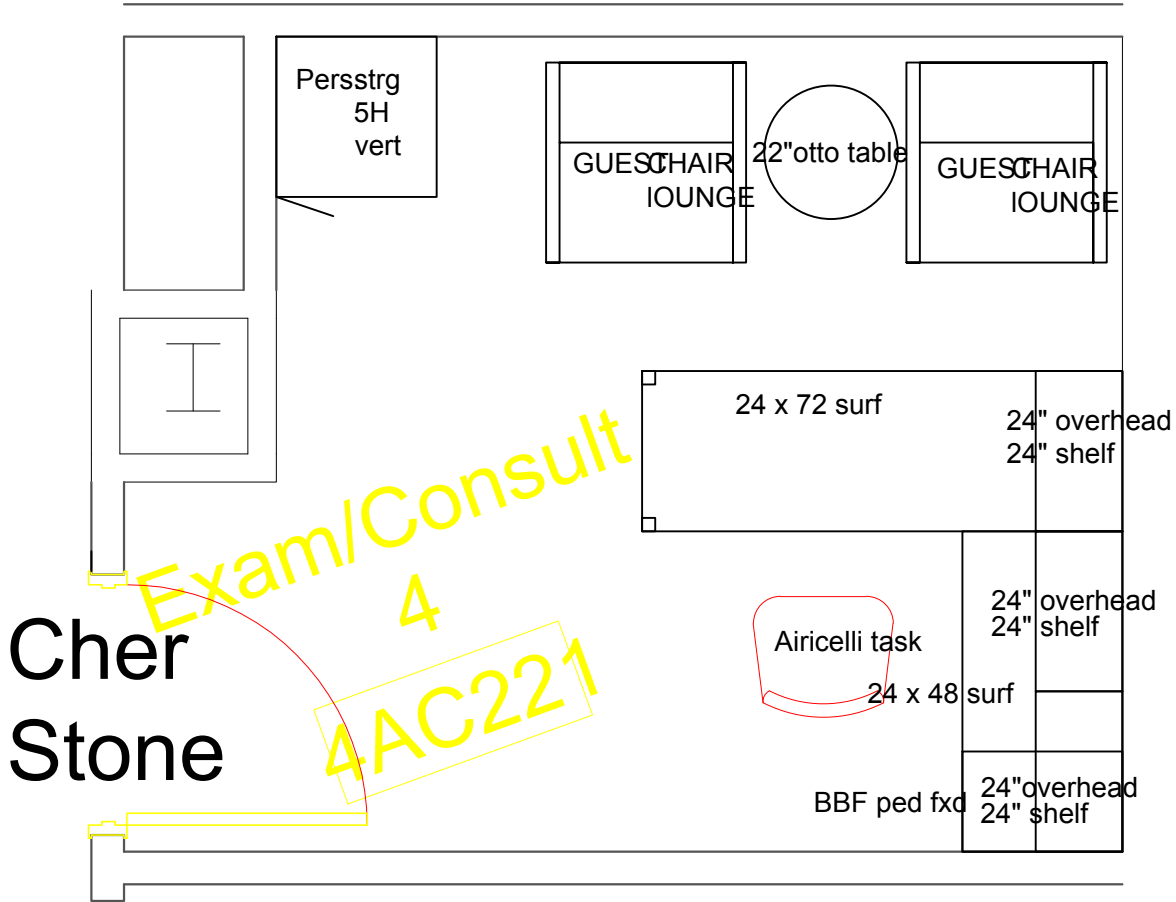 Persstrg
5H
vert
GUEST CHAIR
lOUNGE
22"otto table
GUEST CHAIR
lOUNGE
24 x 72 surf
24" overhead
24" shelf
Exam/Consult
4
4AC221
Cher
Stone
24" overhead
24" shelf
Airicelli task
24 x 48 surf
BBF ped fxd
24"overhead
24" shelf